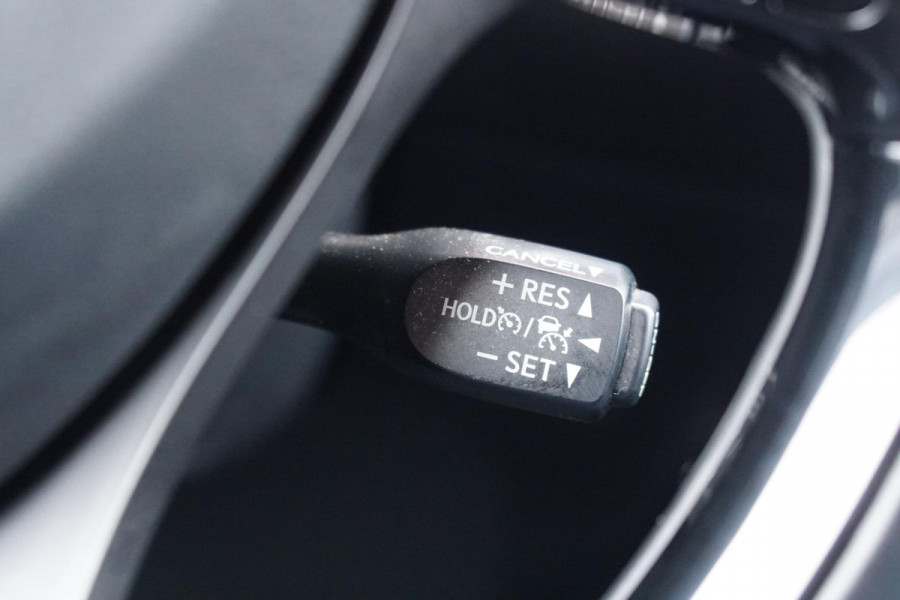 CANCEL▼
+ RES ▲
HOLD / ◄
− SET ▼